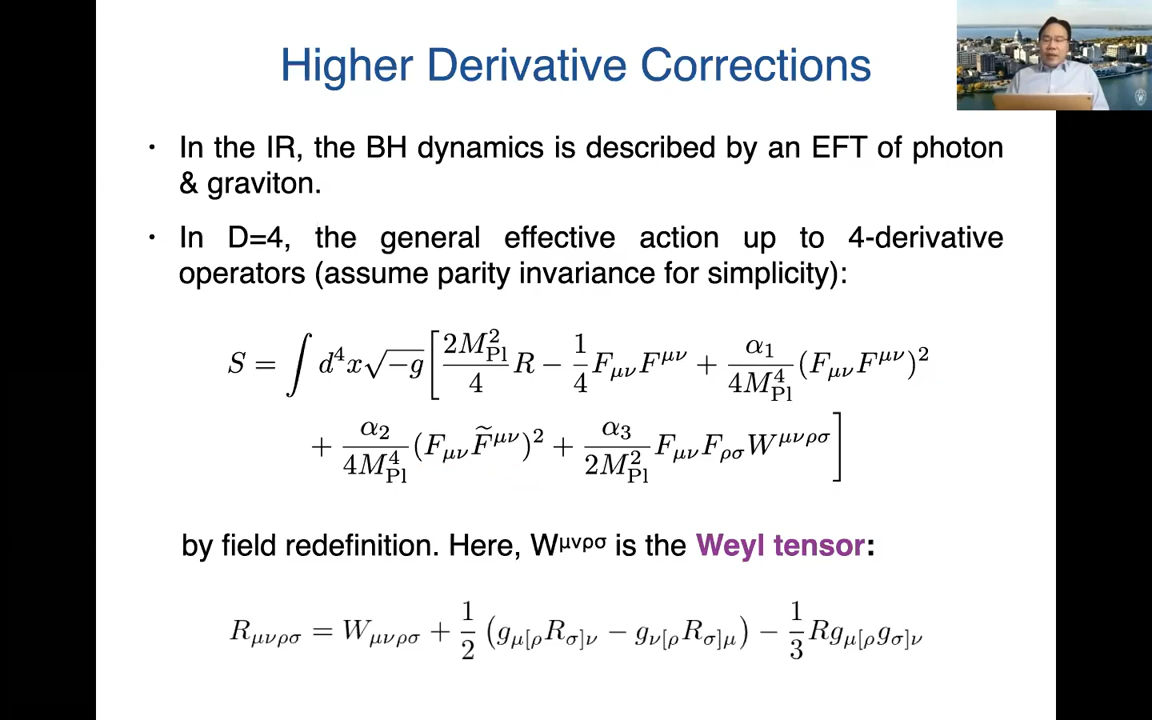 Higher Derivative Corrections
• In the IR, the BH dynamics is described by an EFT of photon
& graviton.
• In D=4, the general effective action up to 4-derivative
operators (assume parity invariance for simplicity):
S = ∫ d⁴x√−g [ 2M²_Pl/4 R − 1/4 F_μν F^μν + α₁/4M⁴_Pl (F_μν F^μν)²
+ α₂/4M⁴_Pl (F_μν F̃^μν)² + α₃/2M²_Pl F_μν F_ρσ W^μνρσ ]
by field redefinition. Here, W^μνρσ is the Weyl tensor:
R_μνρσ = W_μνρσ + 1/2 (g_μ[ρ R_σ]ν − g_ν[ρ R_σ]μ) − 1/3 R g_μ[ρ g_σ]ν